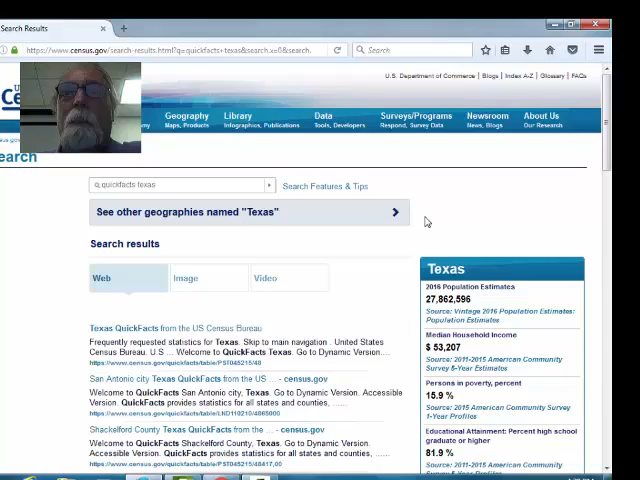 Search Results
https://www.census.gov/search-results.html?q=quickfacts+texas&search.x=0&search.
Search
U.S. Department of Commerce | Blogs | Index A-Z | Glossary | FAQs
Geography
Maps, Products
Library
Infographics, Publications
Data
Tools, Developers
Surveys/Programs
Respond, Survey Data
Newsroom
News, Blogs
About Us
Our Research
earch
quickfacts texas
Search Features & Tips
See other geographies named "Texas"
Search results
Web
Image
Video
Texas QuickFacts from the US Census Bureau
Frequently requested statistics for Texas. Skip to main navigation . United States
Census Bureau. U.S ... Welcome to QuickFacts Texas. Go to Dynamic Version....
https://www.census.gov/quickfacts/table/PST045215/48
San Antonio city Texas QuickFacts from the US ... - census.gov
Welcome to QuickFacts San Antonio city, Texas. Go to Dynamic Version. Accessible
Version. QuickFacts provides statistics for all states and counties, ......
https://www.census.gov/quickfacts/table/LND110210/4865000
Shackelford County Texas QuickFacts from the ... - census.gov
Welcome to QuickFacts Shackelford County, Texas. Go to Dynamic Version.
Accessible Version. QuickFacts provides statistics for all states and counties, ......
https://www.census.gov/quickfacts/table/PST045215/48417,00
Texas
2016 Population Estimates
27,862,596
Source: Vintage 2016 Population Estimates:
Population Estimates
Median Household Income
$ 53,207
Source: 2011-2015 American Community
Survey 5-Year Estimates
Persons in poverty, percent
15.9 %
Source: 2015 American Community Survey
1-Year Profiles
Educational Attainment: Percent high school
graduate or higher
81.9 %
Source: 2011-2015 American Community